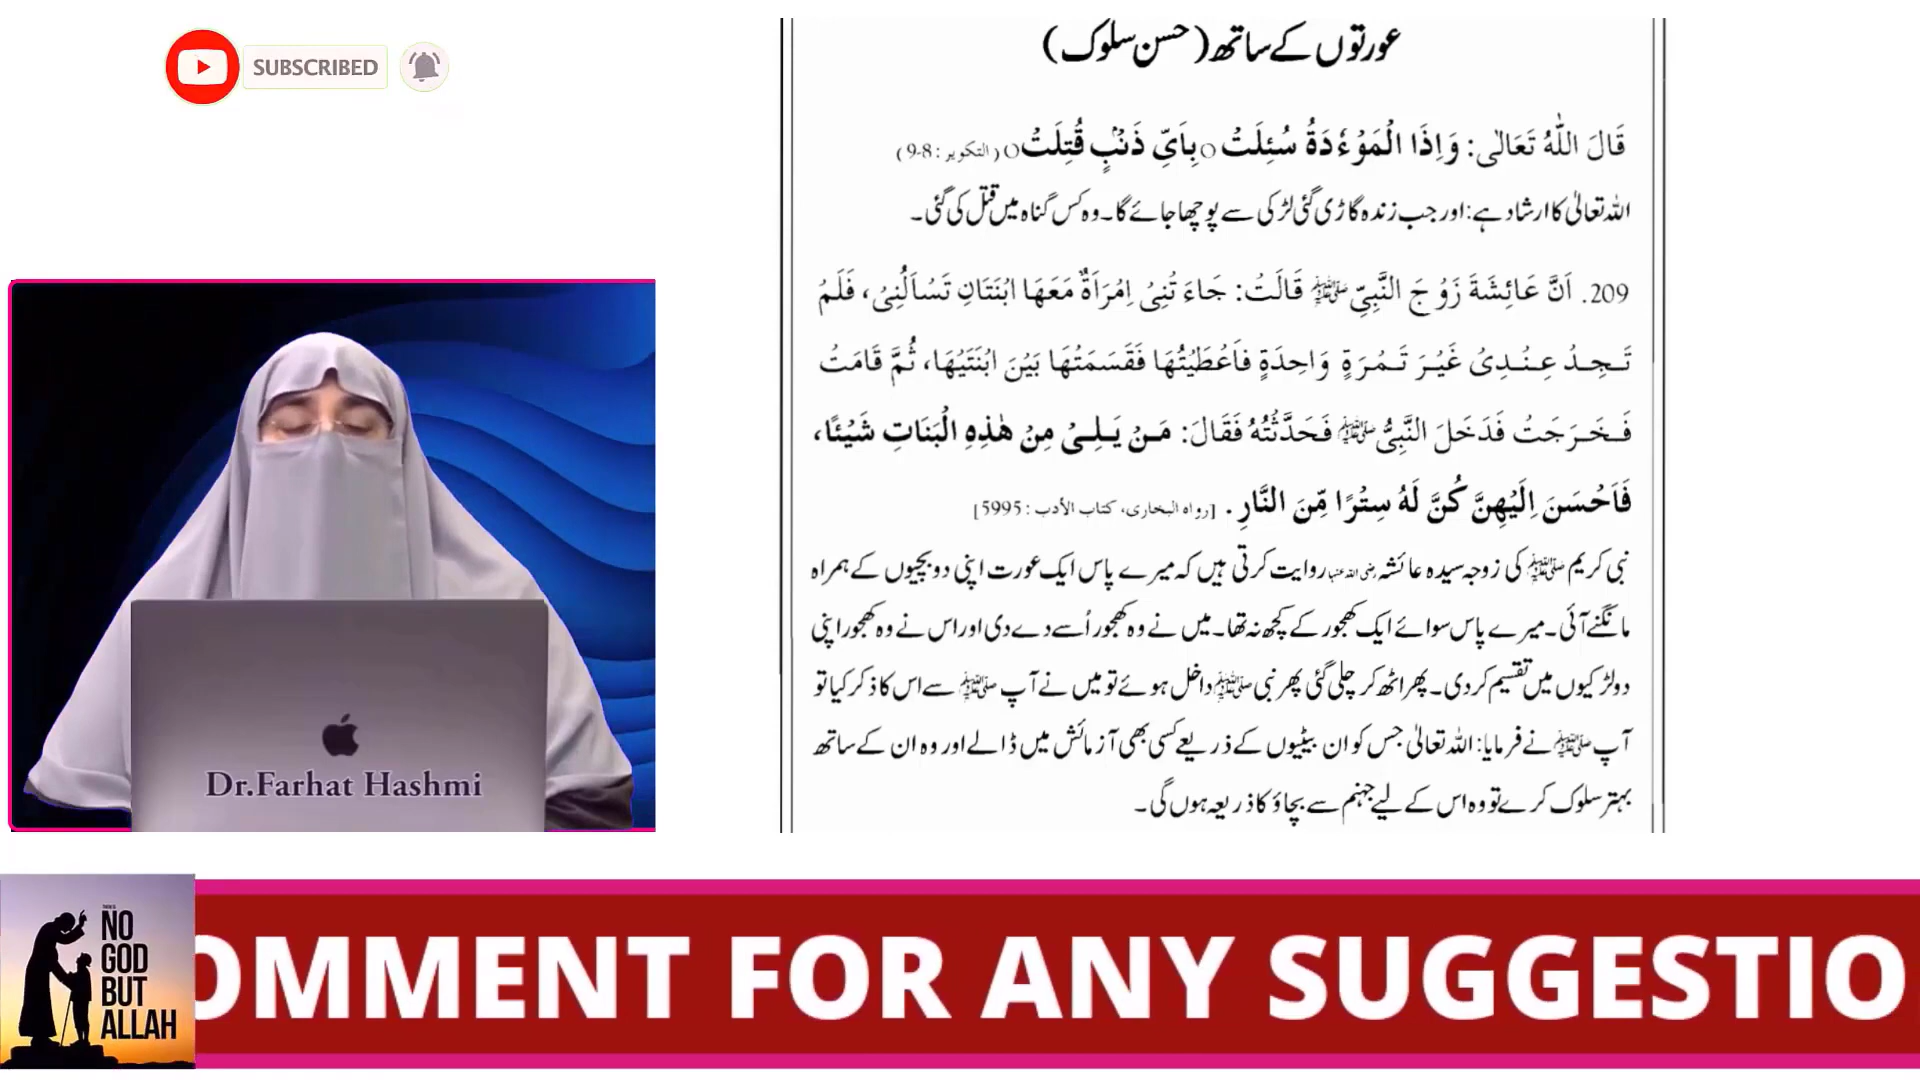 SUBSCRIBED
عورتوں کے ساتھ (حسن سلوک)
قَالَ اللّٰهُ تَعَالٰى: وَاِذَا الْمَوْءٗدَةُ سُئِلَتْ ○ بِاَيِّ ذَنْۢبٍ قُتِلَتْ ○ (التكوير: 8-9)
اللہ تعالیٰ کا ارشاد ہے: اور جب زندہ گاڑی گئی لڑکی سے پوچھا جائے گا۔ وہ کس گناہ میں قتل کی گئی۔
209. اَنَّ عَائِشَةَ زَوْجَ النَّبِيِّ ﷺ قَالَتْ: جَاءَ تْنِيْ اِمْرَاَةٌ مَعَهَا ابْنَتَانِ تَسْاَلُنِيْ، فَلَمْ
تَجِدْ عِنْدِيْ غَيْرَ تَمْرَةٍ وَاحِدَةٍ فَاَعْطَيْتُهَا فَقَسَمَتْهَا بَيْنَ ابْنَتَيْهَا، ثُمَّ قَامَتْ
فَخَرَجَتْ فَدَخَلَ النَّبِيُّ ﷺ فَحَدَّثْتُهُ فَقَالَ: مَنْ يَلِيْ مِنْ هٰذِهِ الْبَنَاتِ شَيْئًا،
فَاَحْسَنَ اِلَيْهِنَّ كُنَّ لَهُ سِتْرًا مِّنَ النَّارِ. [رواه البخارى، كتاب الأدب: 5995]
نبی کریم ﷺ کی زوجہ سیدہ عائشہ رضی اللہ عنہا روایت کرتی ہیں کہ میرے پاس ایک عورت اپنی دو بچیوں کے ہمراہ
مانگنے آئی۔ میرے پاس سوائے ایک کھجور کے کچھ نہ تھا۔ میں نے وہ کھجور اُسے دے دی اور اس نے وہ کھجور اپنی
دو لڑکیوں میں تقسیم کر دی۔ پھر اٹھ کر چلی گئی پھر نبی ﷺ داخل ہوئے تو میں نے آپ ﷺ سے اس کا ذکر کیا تو
آپ ﷺ نے فرمایا: اللہ تعالیٰ جس کو ان بیٹیوں کے ذریعے کسی بھی آزمائش میں ڈالے اور وہ ان کے ساتھ
بہتر سلوک کرے تو وہ اس کے لیے جہنم سے بچاؤ کا ذریعہ ہوں گی۔
Dr.Farhat Hashmi
THERE IS
NO
GOD
BUT
ALLAH
OMMENT FOR ANY SUGGESTIO